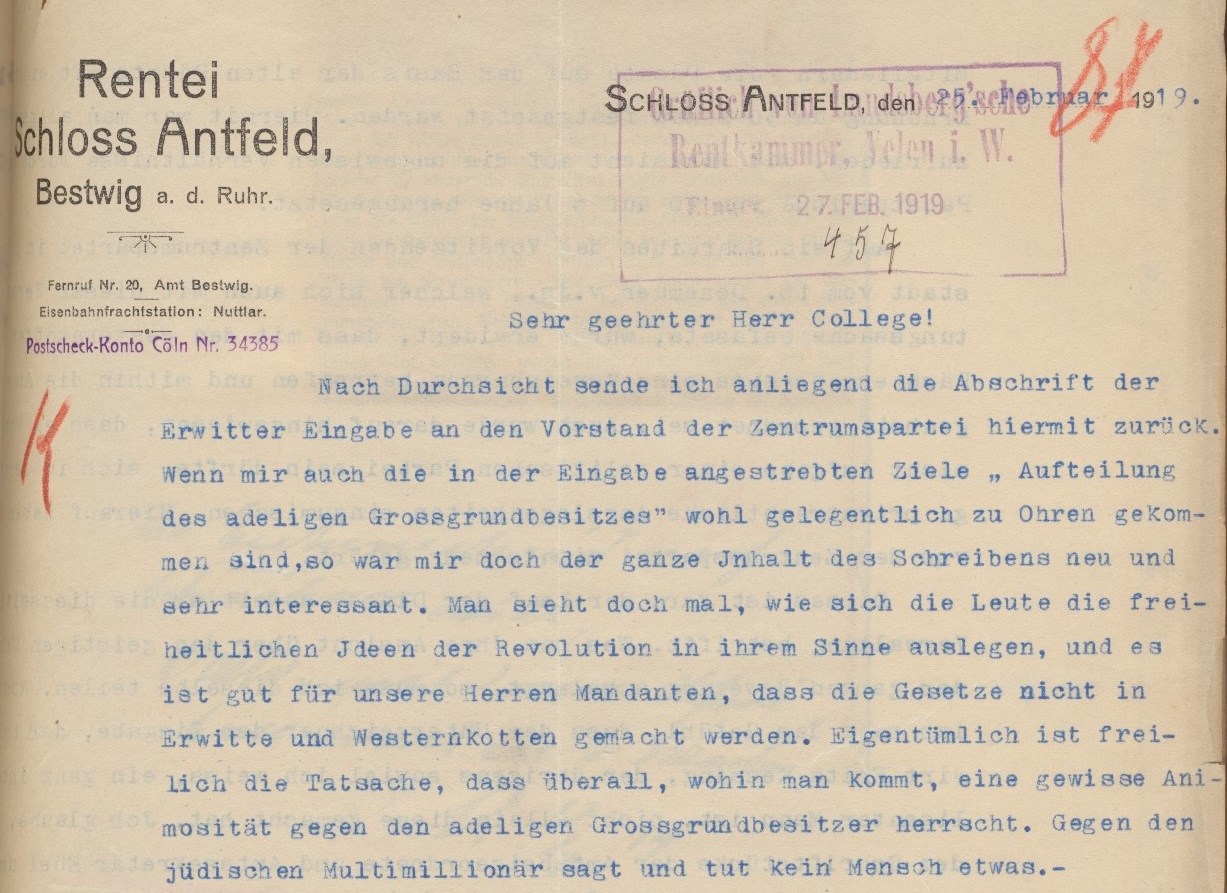 Rentei
Schloss Antfeld,
Bestwig a. d. Ruhr.
Fernruf Nr. 20, Amt Bestwig.
Eisenbahnfrachtstation: Nuttlar.
Postscheck-Konto Cöln Nr. 34385
Schloss Antfeld, den 25. Februar 1919.
Gräflich von Landsberg'sche
Rentkammer, Velen i. W.
Eingeg. 27. FEB. 1919
457
Sehr geehrter Herr College!
Nach Durchsicht sende ich anliegend die Abschrift der
Erwitter Eingabe an den Vorstand der Zentrumspartei hiermit zurück.
Wenn mir auch die in der Eingabe angestrebten Ziele „ Aufteilung
des adeligen Grossgrundbesitzes" wohl gelegentlich zu Ohren gekom-
men sind,so war mir doch der ganze Jnhalt des Schreibens neu und
sehr interessant. Man sieht doch mal, wie sich die Leute die frei-
heitlichen Jdeen der Revolution in ihrem Sinne auslegen, und es
ist gut für unsere Herren Mandanten, dass die Gesetze nicht in
Erwitte und Westernkotten gemacht werden. Eigentümlich ist frei-
lich die Tatsache, dass überall, wohin man kommt, eine gewisse Ani-
mosität gegen den adeligen Grossgrundbesitzer herrscht. Gegen den
jüdischen Multimillionär sagt und tut kein Mensch etwas.-